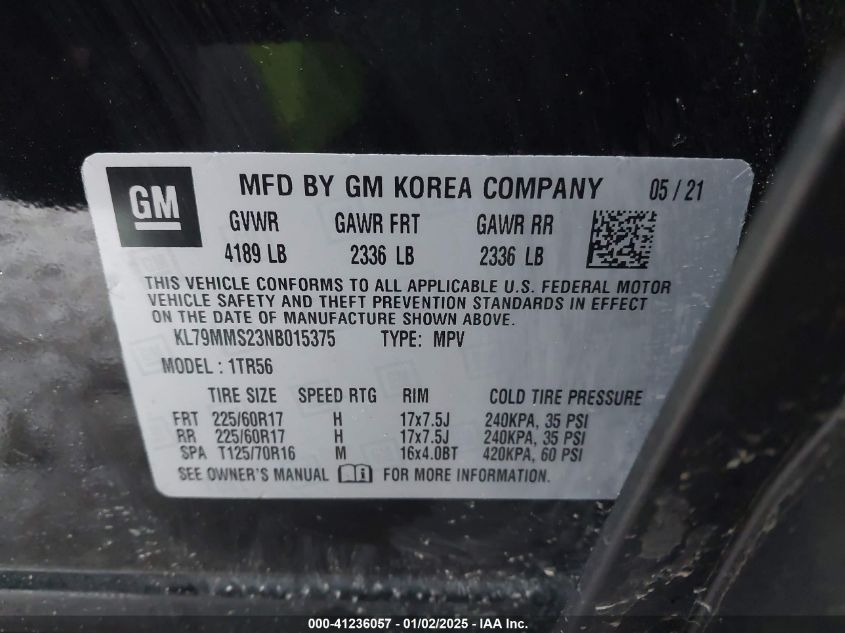 GM MFD BY GM KOREA COMPANY 05 / 21
GVWR GAWR FRT GAWR RR
4189 LB 2336 LB 2336 LB
THIS VEHICLE CONFORMS TO ALL APPLICABLE U.S. FEDERAL MOTOR
VEHICLE SAFETY AND THEFT PREVENTION STANDARDS IN EFFECT
ON THE DATE OF MANUFACTURE SHOWN ABOVE.
KL79MMS23NB015375 TYPE: MPV
MODEL : 1TR56
TIRE SIZE SPEED RTG RIM COLD TIRE PRESSURE
FRT 225/60R17 H 17x7.5J 240KPA, 35 PSI
RR 225/60R17 H 17x7.5J 240KPA, 35 PSI
SPA T125/70R16 M 16x4.0BT 420KPA, 60 PSI
SEE OWNER'S MANUAL FOR MORE INFORMATION.
000-41236057 - 01/02/2025 - IAA Inc.